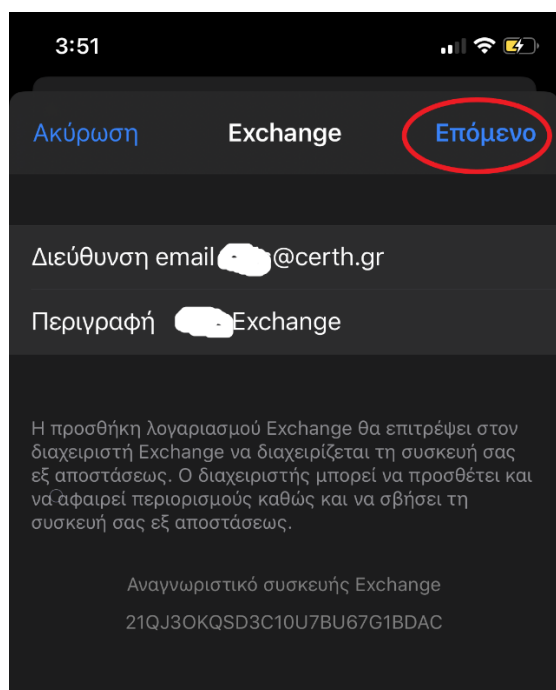 3:51
Ακύρωση Exchange Επόμενο
Διεύθυνση email @certh.gr
Περιγραφή Exchange
Η προσθήκη λογαριασμού Exchange θα επιτρέψει στον
διαχειριστή Exchange να διαχειρίζεται τη συσκευή σας
εξ αποστάσεως. Ο διαχειριστής μπορεί να προσθέτει και
να αφαιρεί περιορισμούς καθώς και να σβήσει τη
συσκευή σας εξ αποστάσεως.
Αναγνωριστικό συσκευής Exchange
21QJ3OKQSD3C10U7BU67G1BDAC